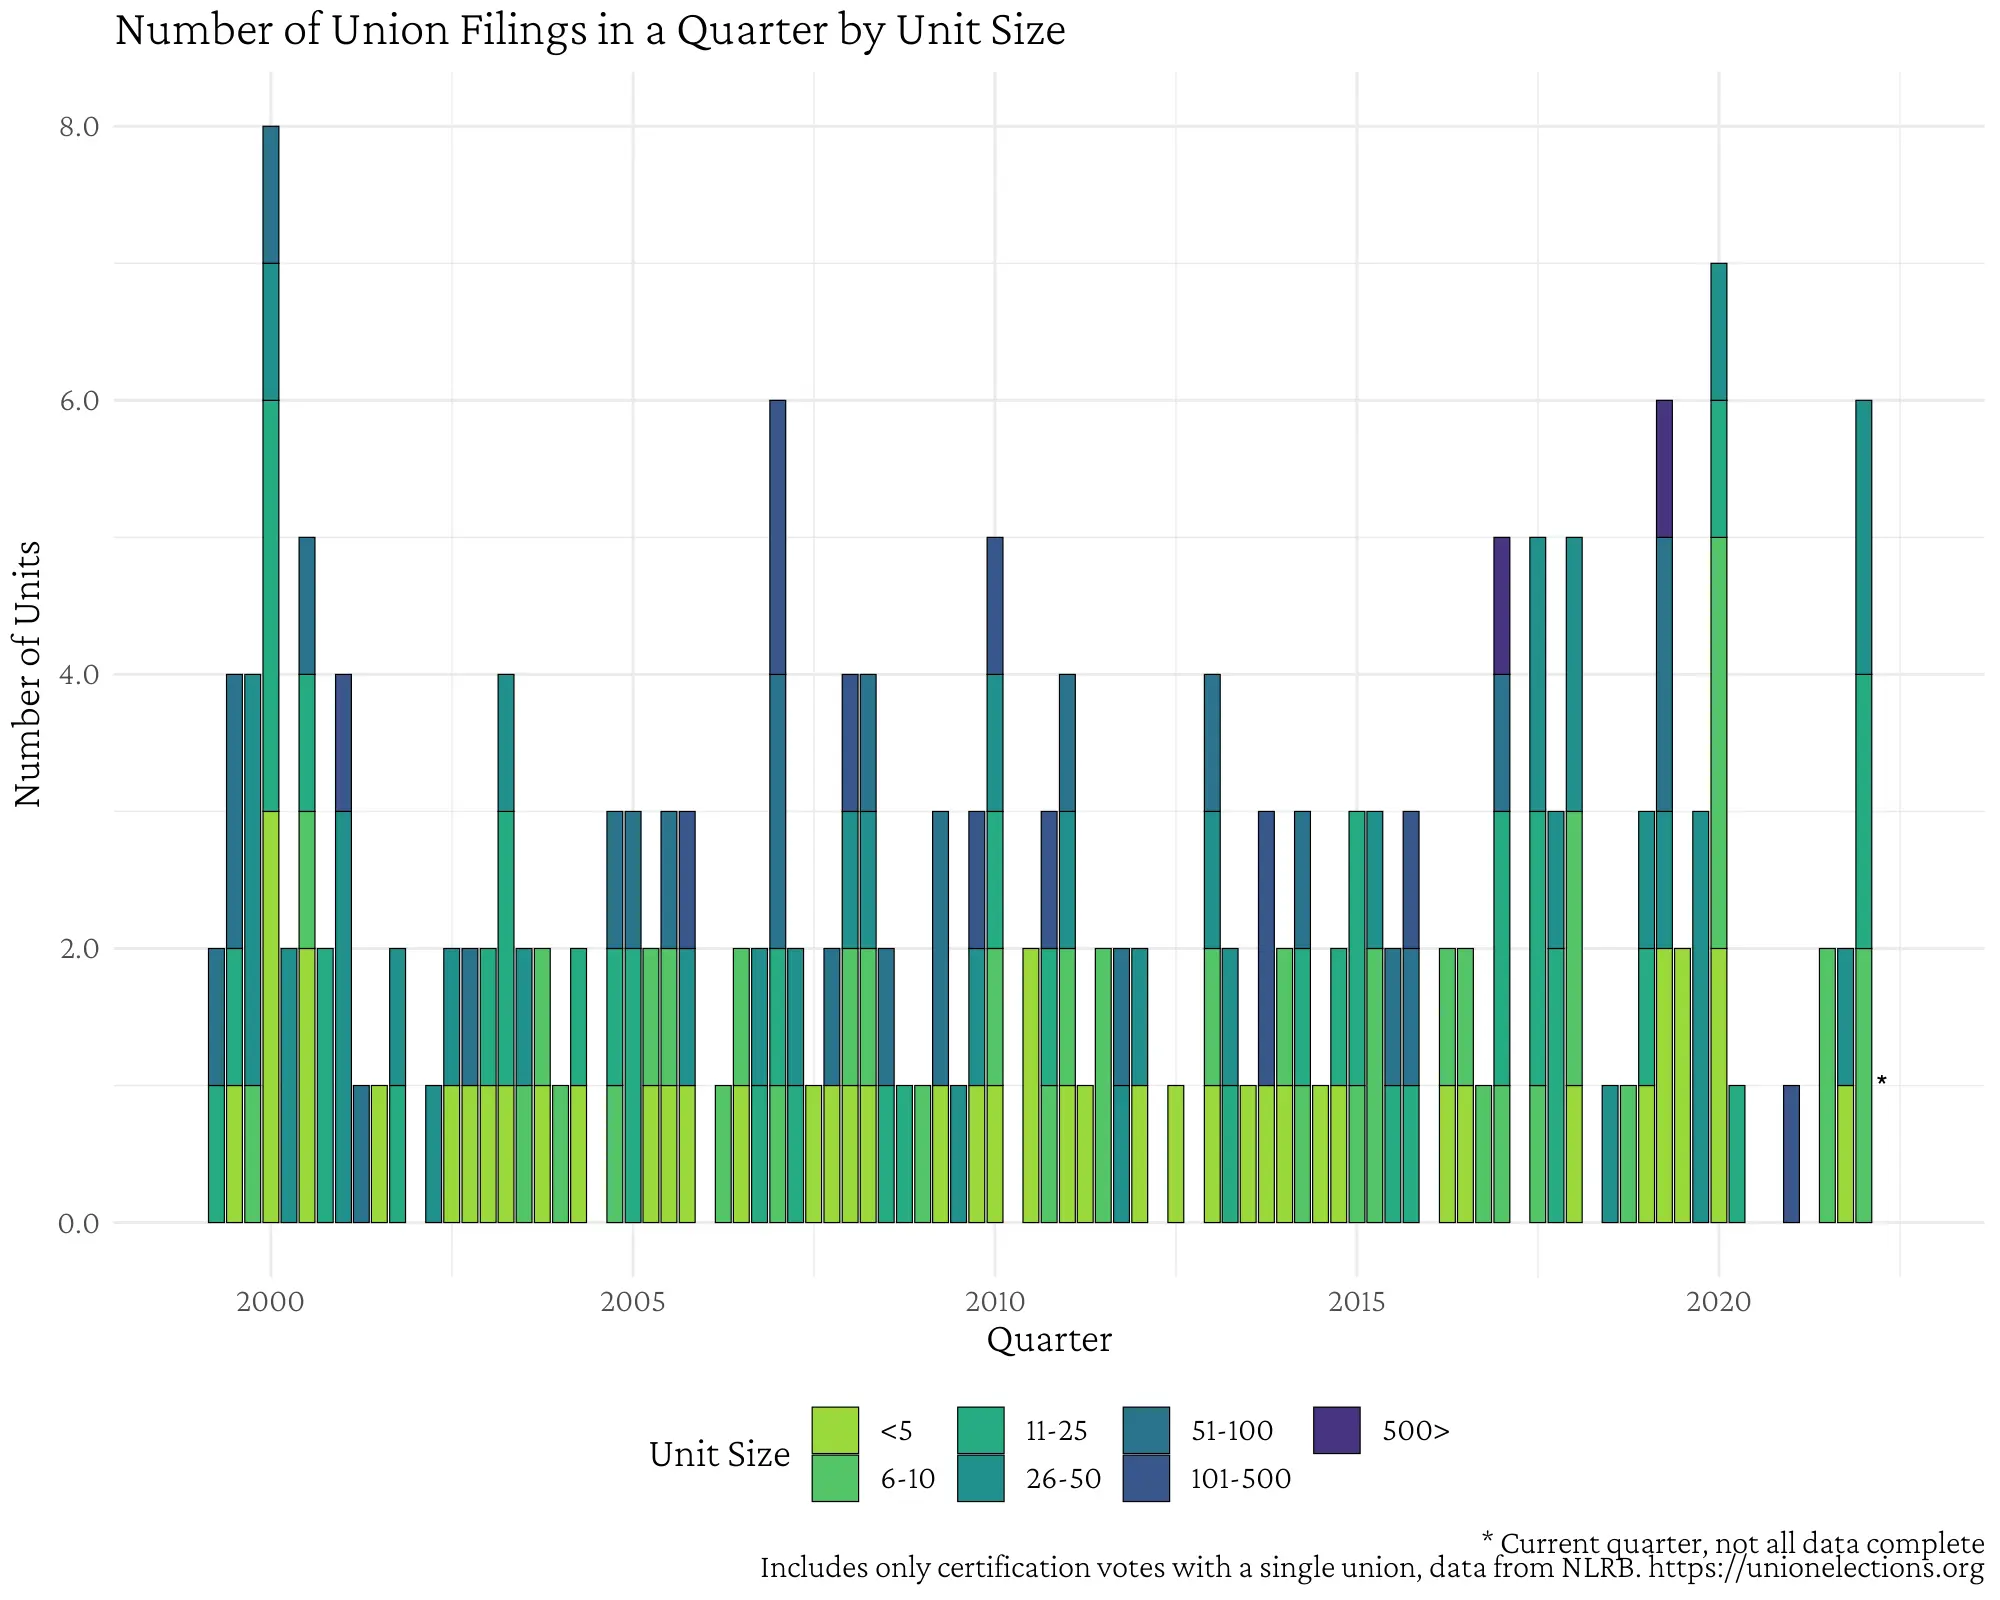 Number of Union Filings in a Quarter by Unit Size
8.0
6.0
4.0
2.0
0.0
Number of Units
*
2000 2005 2010 2015 2020
Quarter
Unit Size
<5 11-25 51-100 500>
6-10 26-50 101-500
* Current quarter, not all data complete
Includes only certification votes with a single union, data from NLRB. https://unionelections.org